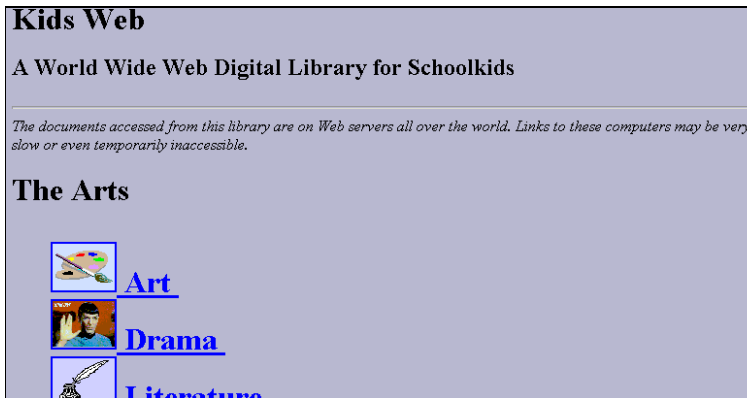 Kids Web
A World Wide Web Digital Library for Schoolkids
The documents accessed from this library are on Web servers all over the world. Links to these computers may be very
slow or even temporarily inaccessible.
The Arts
Art
Drama
Literature